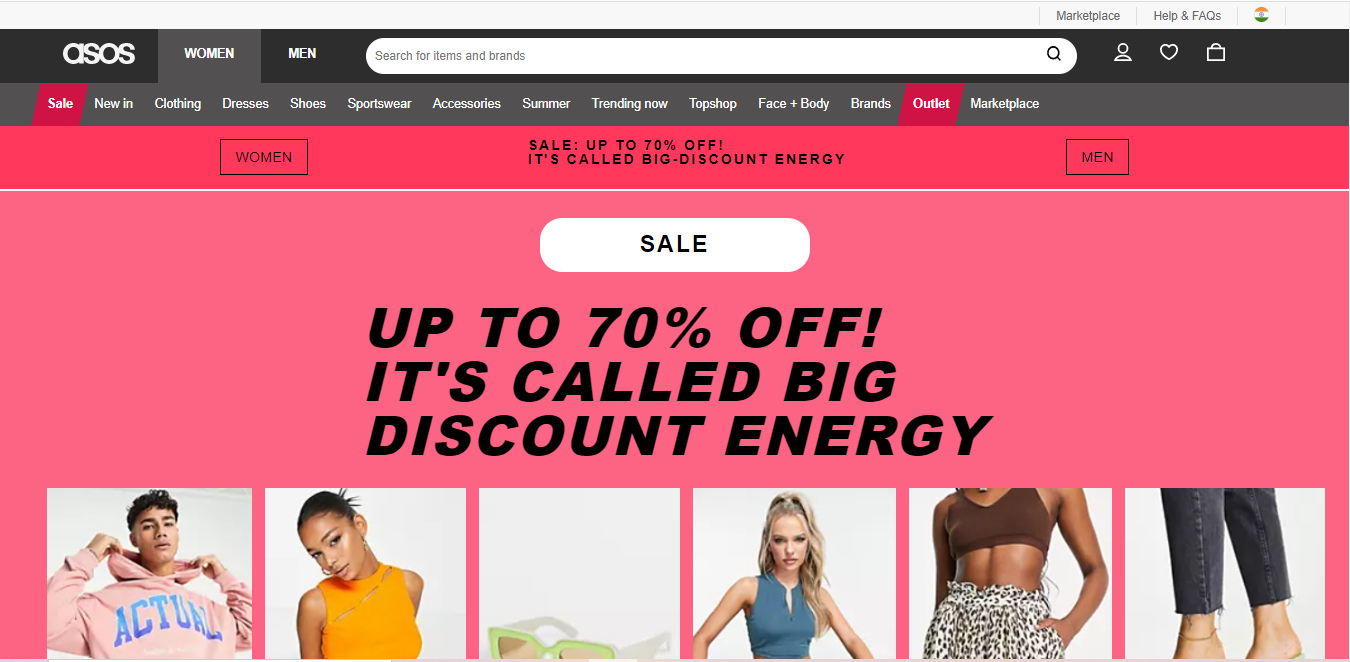 Marketplace
Help & FAQs
asos
WOMEN
MEN
Search for items and brands
Sale
New in
Clothing
Dresses
Shoes
Sportswear
Accessories
Summer
Trending now
Topshop
Face + Body
Brands
Outlet
Marketplace
WOMEN
SALE: UP TO 70% OFF!
IT'S CALLED BIG-DISCOUNT ENERGY
MEN
SALE
UP TO 70% OFF!
IT'S CALLED BIG
DISCOUNT ENERGY
ACTUAL